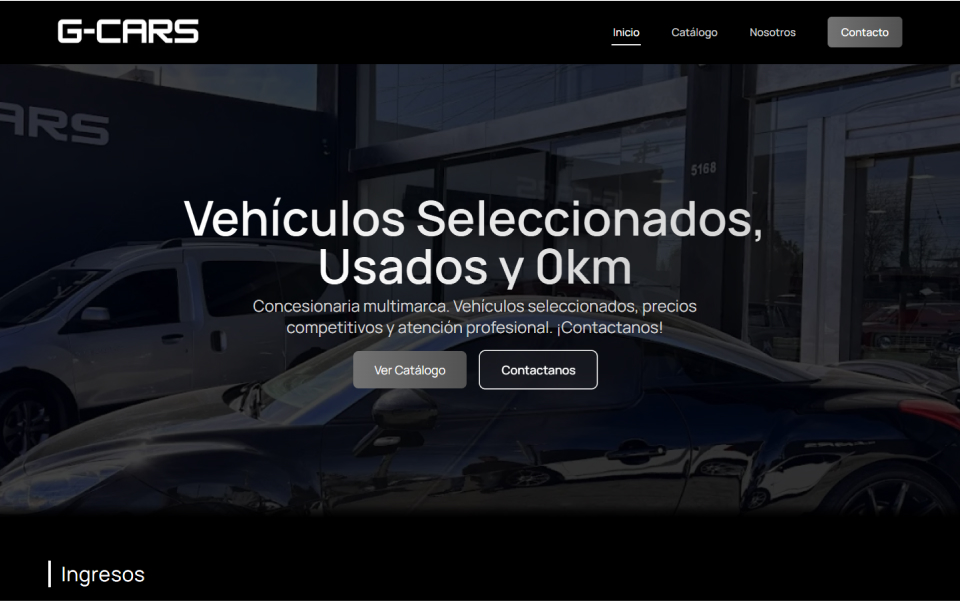 G-CARS
Inicio
Catálogo
Nosotros
Contacto
ARS
5168
Vehículos Seleccionados,
Usados y 0km
Concesionaria multimarca. Vehículos seleccionados, precios
competitivos y atención profesional. ¡Contactanos!
Ver Catálogo
Contactanos
Ingresos